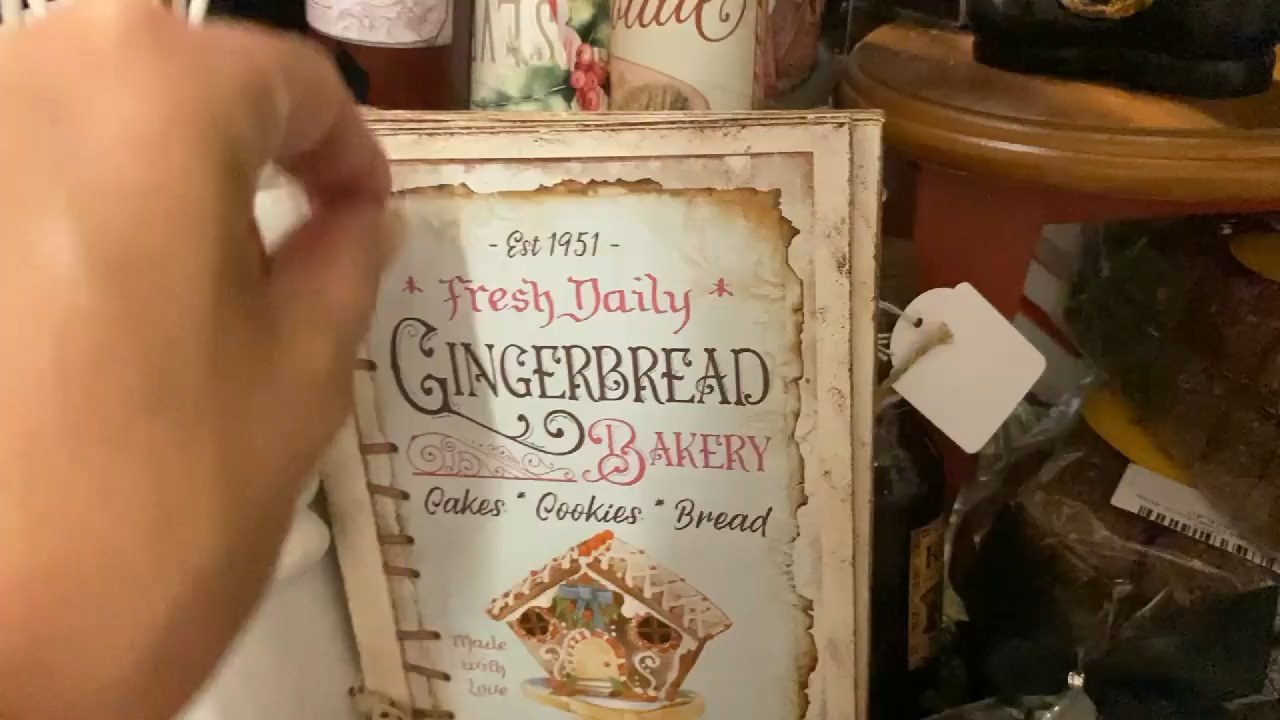 - Est 1951 -
* Fresh Daily *
GINGERBREAD
BAKERY
Cakes * Cookies * Bread
Made
with
Love